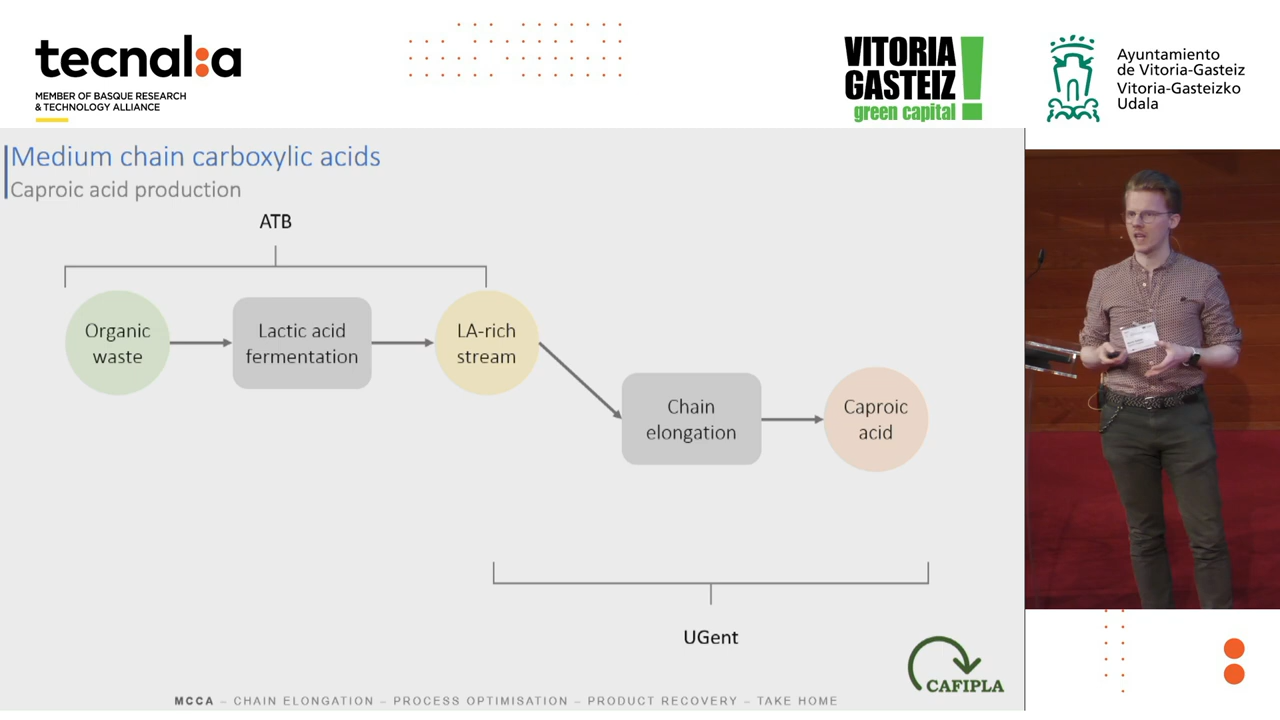 tecnalia
MEMBER OF BASQUE RESEARCH
& TECHNOLOGY ALLIANCE
VITORIA
GASTEIZ
green capital
Ayuntamiento
de Vitoria-Gasteiz
Vitoria-Gasteizko
Udala
Medium chain carboxylic acids
Caproic acid production
ATB
Organic
waste
Lactic acid
fermentation
LA-rich
stream
Chain
elongation
Caproic
acid
UGent
CAFIPLA
MCCA – CHAIN ELONGATION – PROCESS OPTIMISATION – PRODUCT RECOVERY – TAKE HOME